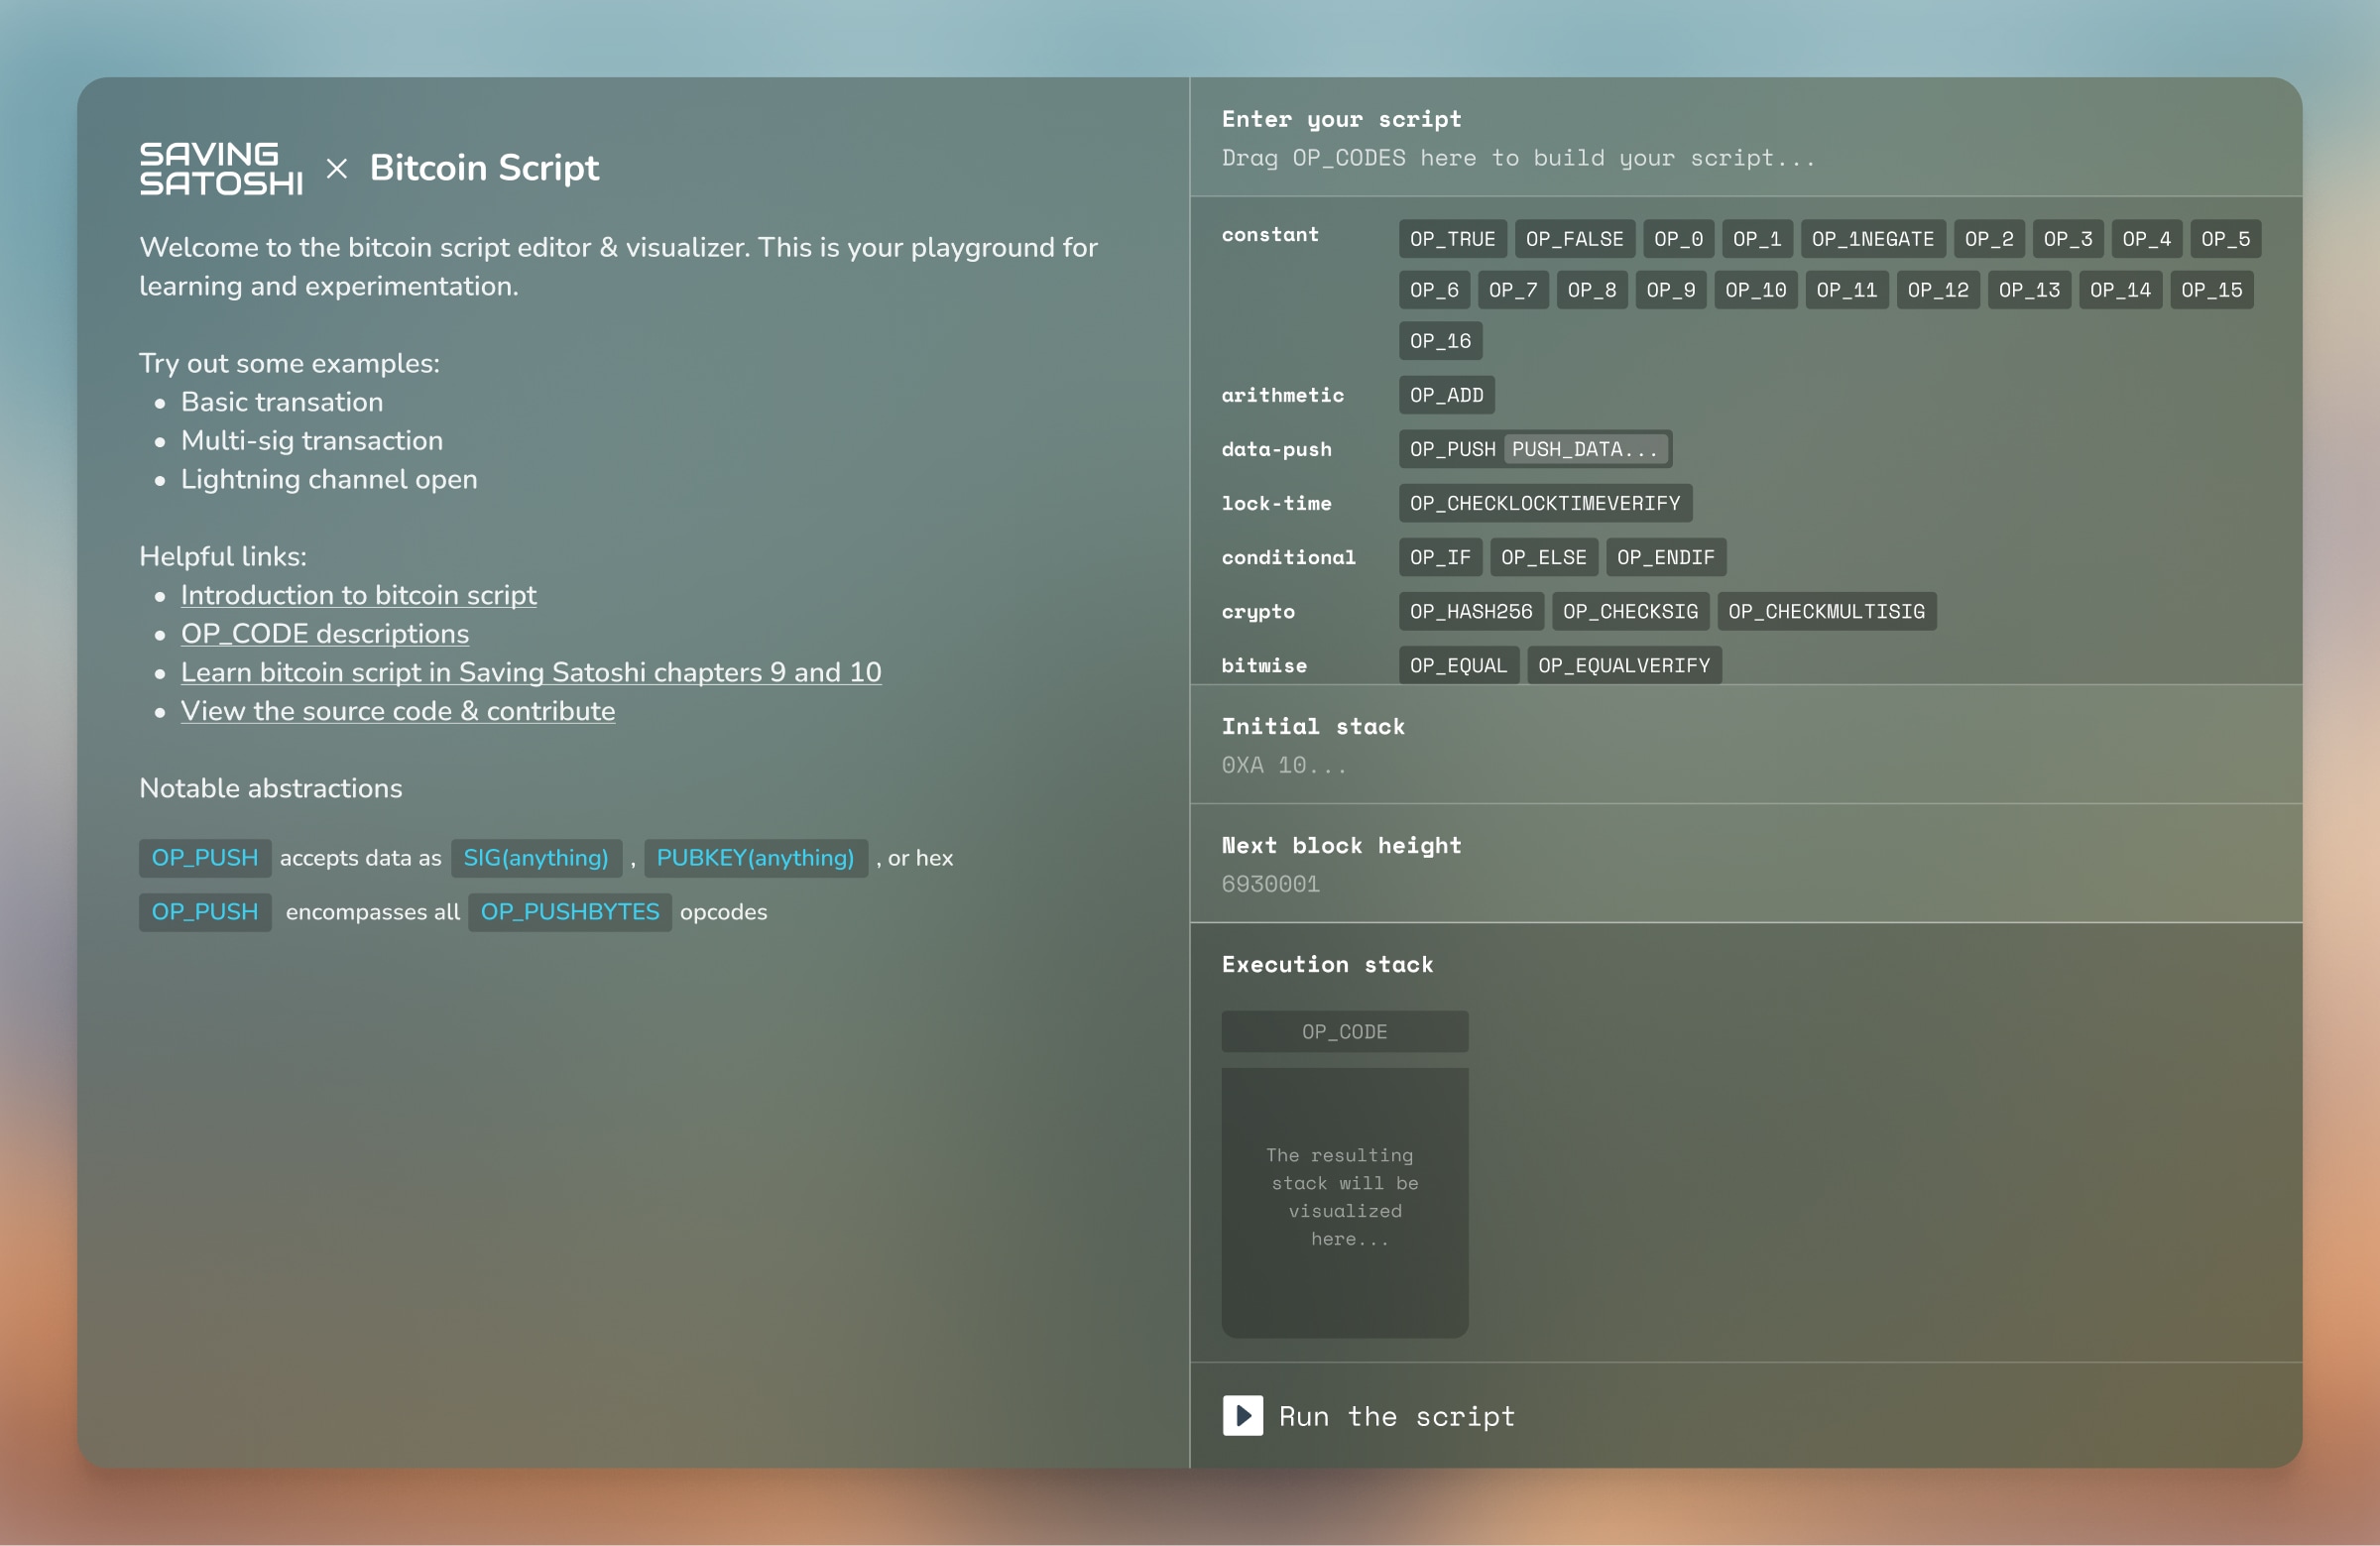 SAVING
SATOSHI × Bitcoin Script
Welcome to the bitcoin script editor & visualizer. This is your playground for
learning and experimentation.
Try out some examples:
• Basic transation
• Multi-sig transaction
• Lightning channel open
Helpful links:
• Introduction to bitcoin script
• OP_CODE descriptions
• Learn bitcoin script in Saving Satoshi chapters 9 and 10
• View the source code & contribute
Notable abstractions
OP_PUSH accepts data as SIG(anything) , PUBKEY(anything) , or hex
OP_PUSH encompasses all OP_PUSHBYTES opcodes
Enter your script
Drag OP_CODES here to build your script...
constant OP_TRUE OP_FALSE OP_0 OP_1 OP_1NEGATE OP_2 OP_3 OP_4 OP_5
OP_6 OP_7 OP_8 OP_9 OP_10 OP_11 OP_12 OP_13 OP_14 OP_15
OP_16
arithmetic OP_ADD
data-push OP_PUSH PUSH_DATA...
lock-time OP_CHECKLOCKTIMEVERIFY
conditional OP_IF OP_ELSE OP_ENDIF
crypto OP_HASH256 OP_CHECKSIG OP_CHECKMULTISIG
bitwise OP_EQUAL OP_EQUALVERIFY
Initial stack
0XA 10...
Next block height
6930001
Execution stack
OP_CODE
The resulting
stack will be
visualized
here...
Run the script